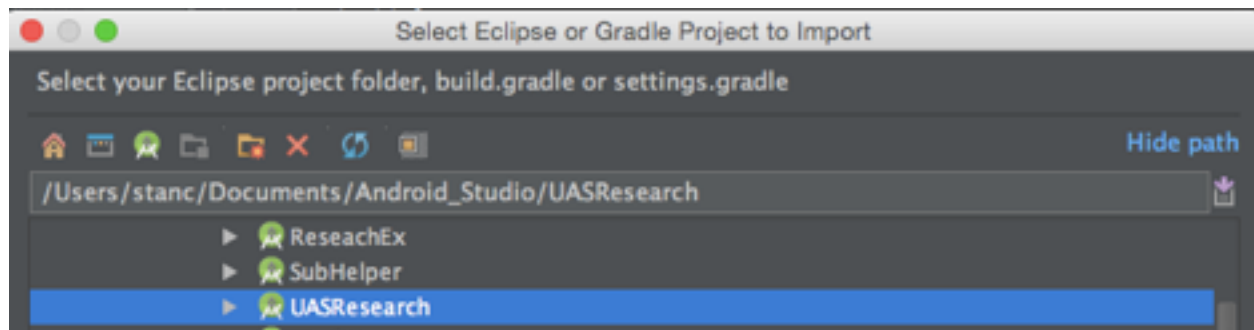 Select Eclipse or Gradle Project to Import
Select your Eclipse project folder, build.gradle or settings.gradle
Hide path
/Users/stanc/Documents/Android_Studio/UASResearch
ReseachEx
SubHelper
UASResearch